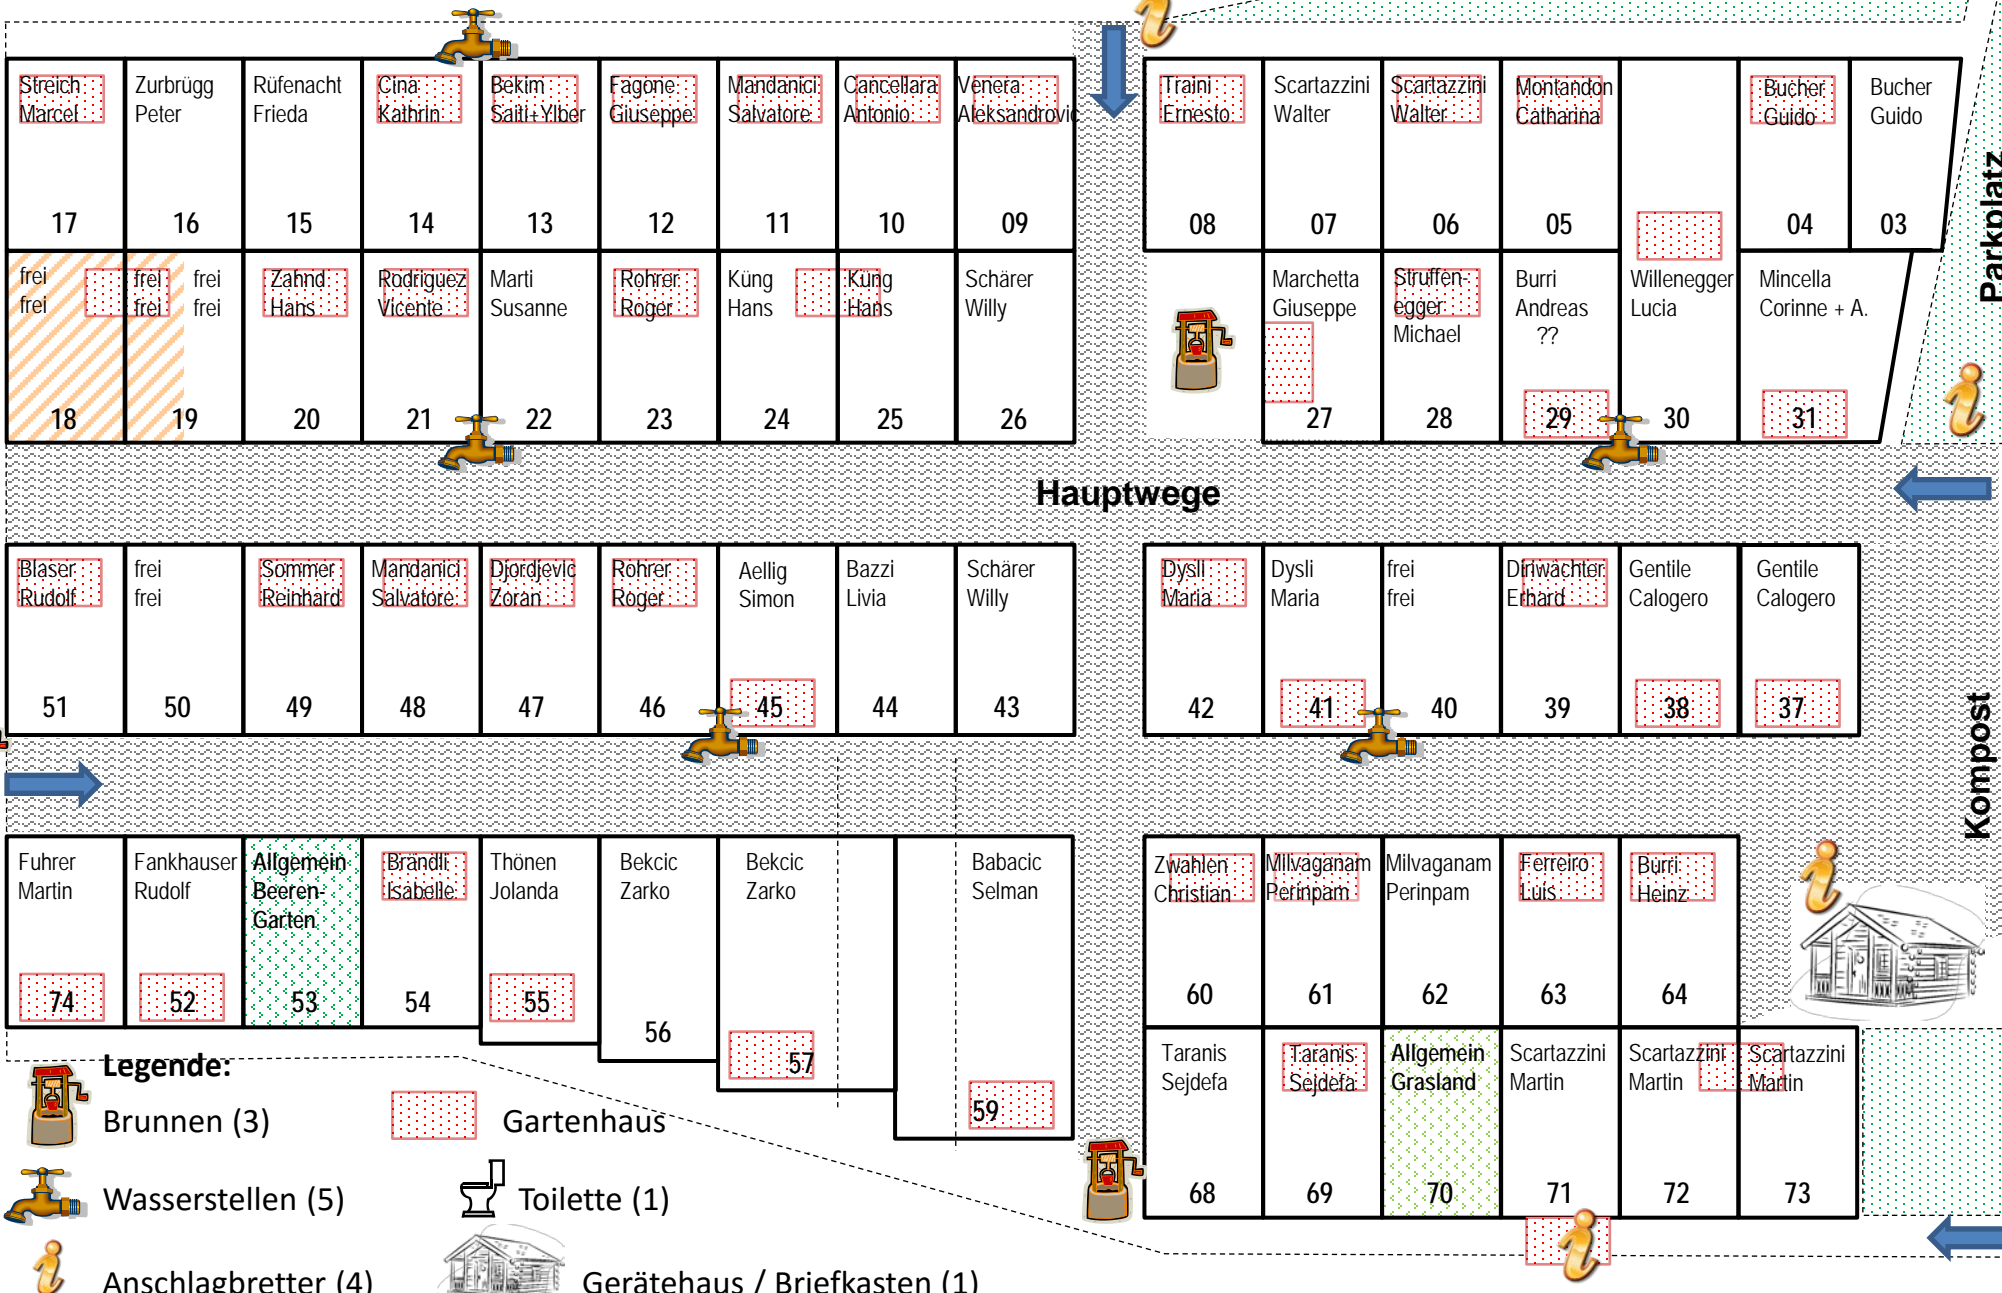 Streich
Marcel
17
Zurbrügg
Peter
16
Rüfenacht
Frieda
15
Cina
Kathrin
14
Bekim
Saiti+Ylber
13
Fagone
Giuseppe
12
Mandanici
Salvatore
11
Cancellara
Antonio
10
Venera
Aleksandrovic
09
Traini
Ernesto
08
Scartazzini
Walter
07
Scartazzini
Walter
06
Montandon
Catharina
05
Bucher
Guido
04
Bucher
Guido
03
Parkplatz
frei
frei
18
frei
frei
frei
frei
19
Zahnd
Hans
20
Rodriguez
Vicente
21
Marti
Susanne
22
Rohrer
Roger
23
Küng
Hans
24
Küng
Hans
25
Schärer
Willy
26
Marchetta
Giuseppe
27
Struffen-
egger
Michael
28
Burri
Andreas
??
29
Willenegger
Lucia
30
Mincella
Corinne + A.
31
Hauptwege
Blaser
Rudolf
51
frei
frei
50
Sommer
Reinhard
49
Mandanici
Salvatore
48
Djordjevic
Zoran
47
Rohrer
Roger
46
Aellig
Simon
45
Bazzi
Livia
44
Schärer
Willy
43
Dysli
Maria
42
Dysli
Maria
41
frei
frei
40
Diriwächter
Erhard
39
Gentile
Calogero
38
Gentile
Calogero
37
Kompost
Fuhrer
Martin
74
Fankhauser
Rudolf
52
Allgemein
Beeren-
Garten
53
Brändli
Isabelle
54
Thönen
Jolanda
55
Bekcic
Zarko
56
Bekcic
Zarko
57
Babacic
Selman
59
Zwahlen
Christian
60
Milvaganam
Perinpam
61
Milvaganam
Perinpam
62
Ferreiro
Luis
63
Burri
Heinz
64
Taranis
Sejdefa
68
Taranis
Sejdefa
69
Allgemein
Grasland
70
Scartazzini
Martin
71
Scartazzini
Martin
72
Scartazzini
Martin
73
Legende:
Brunnen (3)
Gartenhaus
Wasserstellen (5)
Toilette (1)
Anschlagbretter (4)
Gerätehaus / Briefkasten (1)